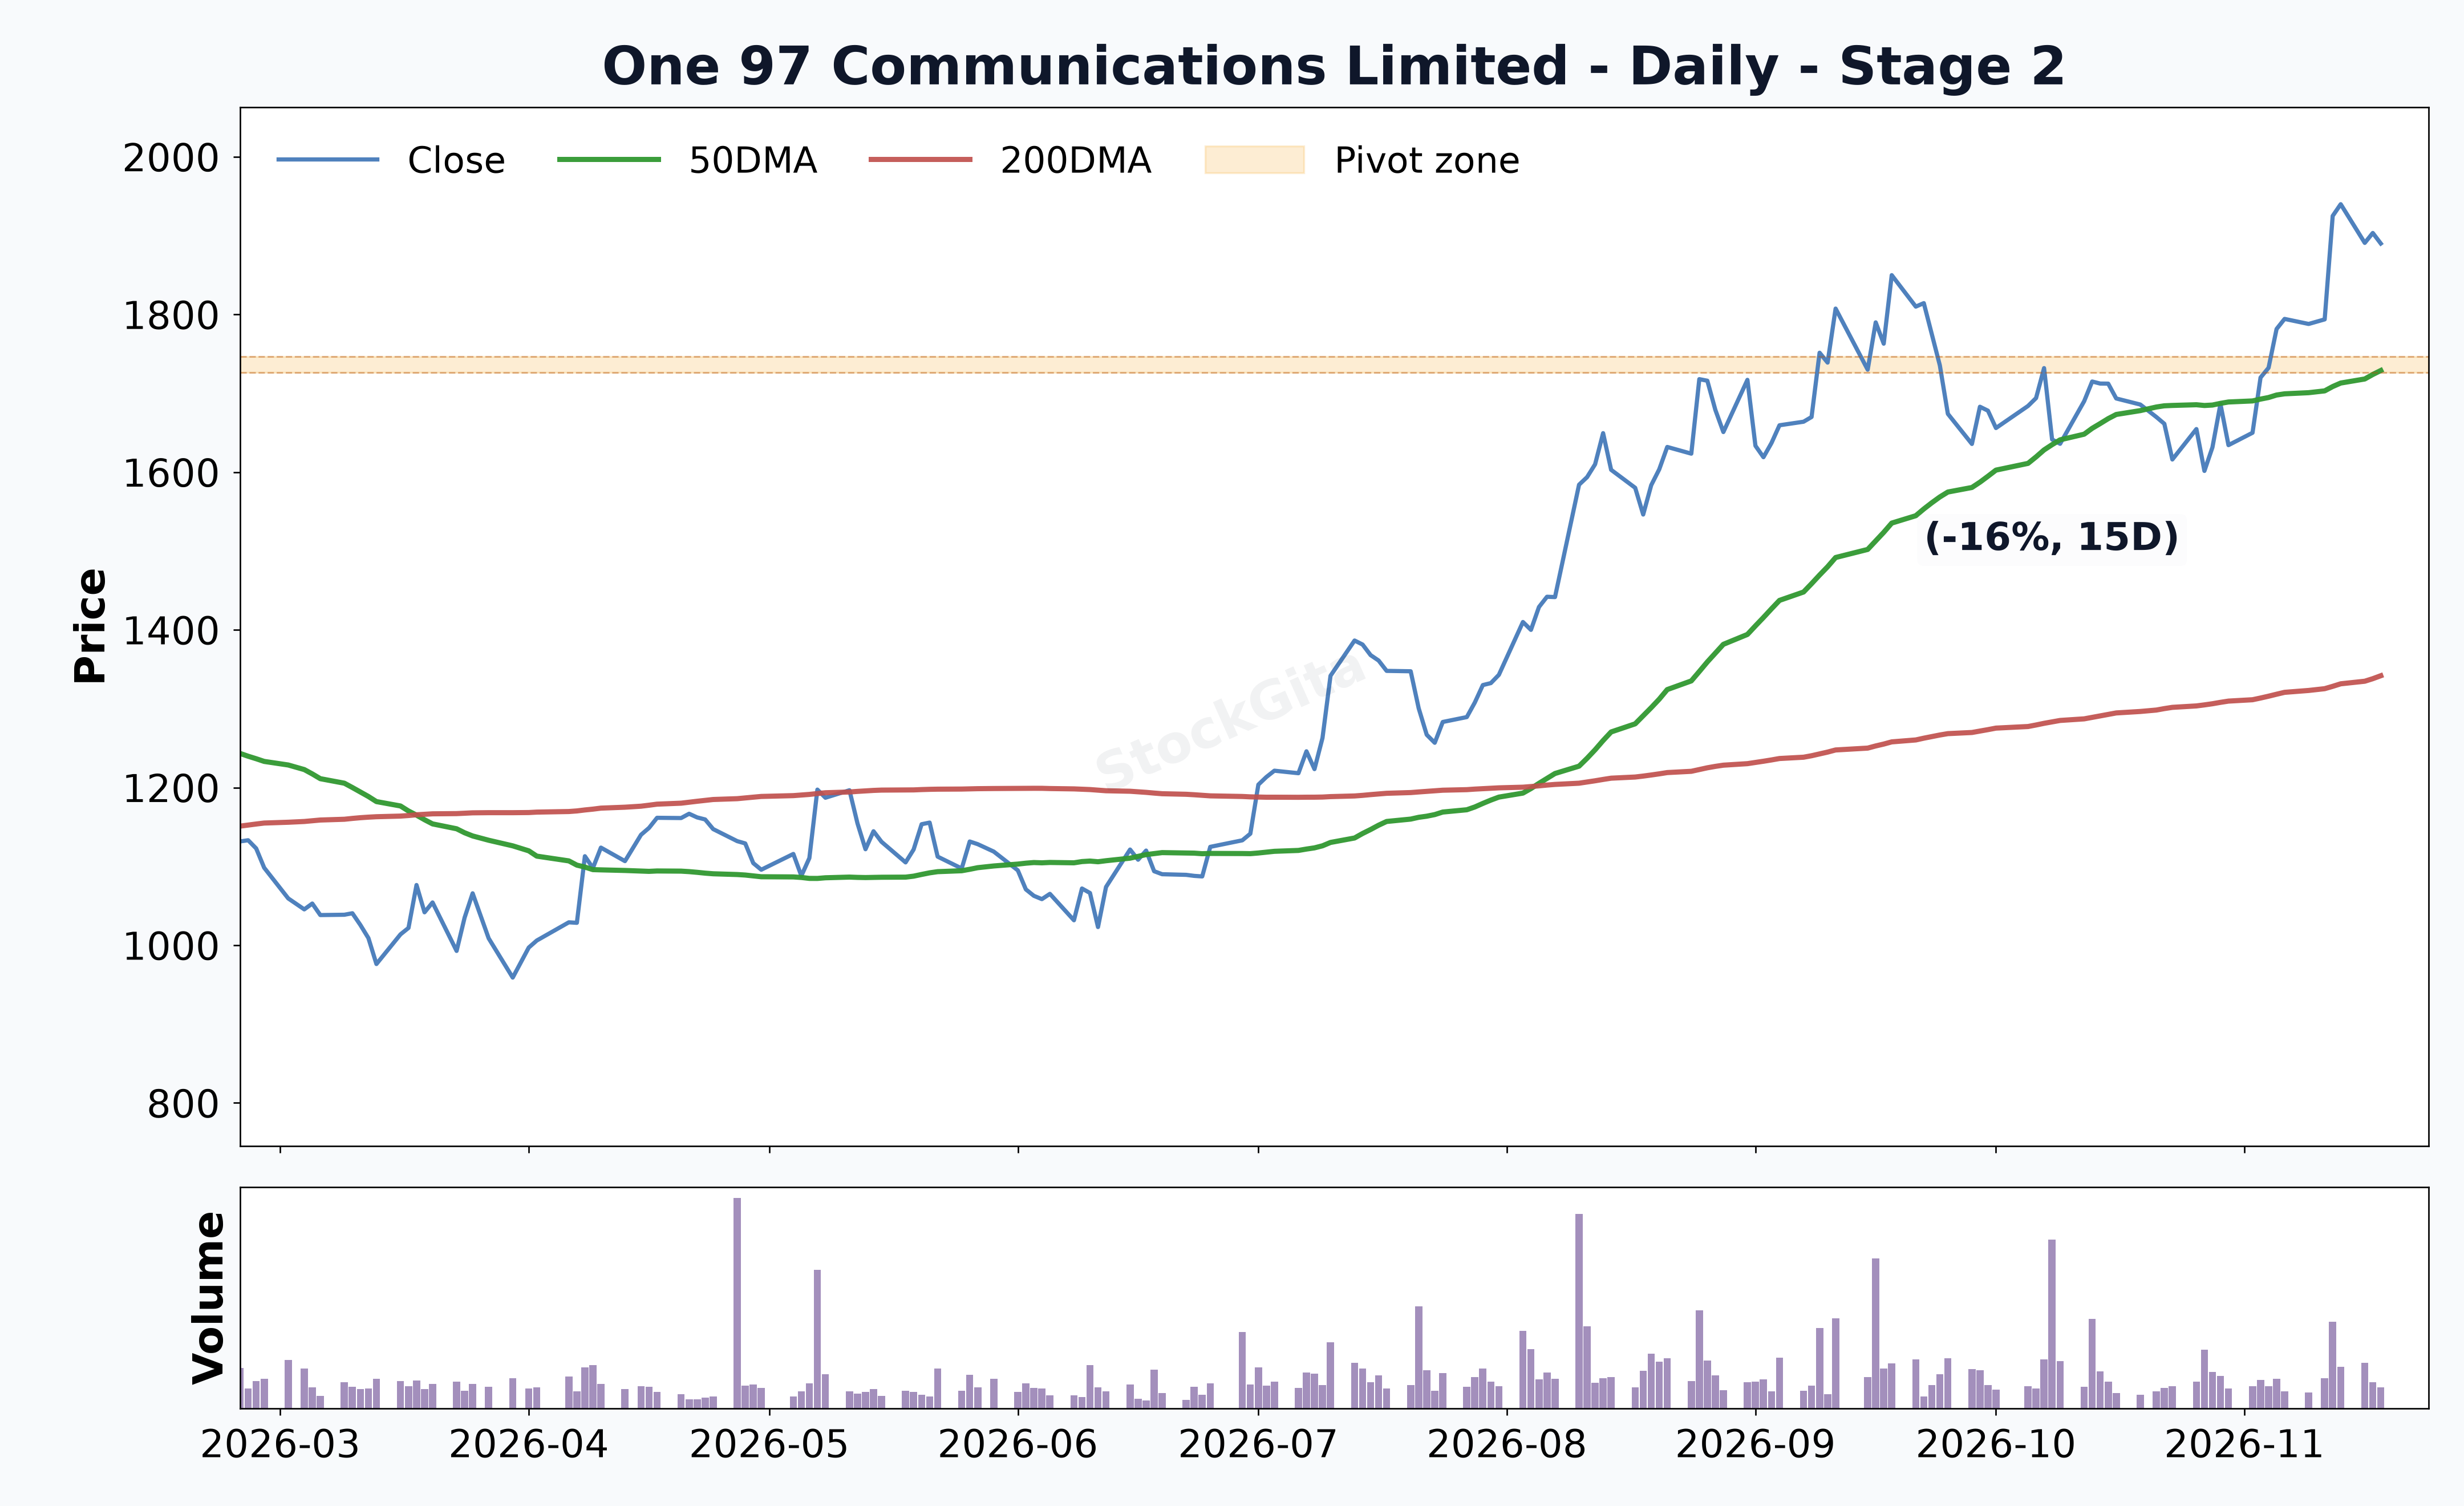 One 97 Communications Limited - Daily - Stage 2
Close 50DMA 200DMA Pivot zone
2000
1800
1600
1400
1200
1000
800
Price
(-16%, 15D)
StockGita
Volume
2026-03 2026-04 2026-05 2026-06 2026-07 2026-08 2026-09 2026-10 2026-11